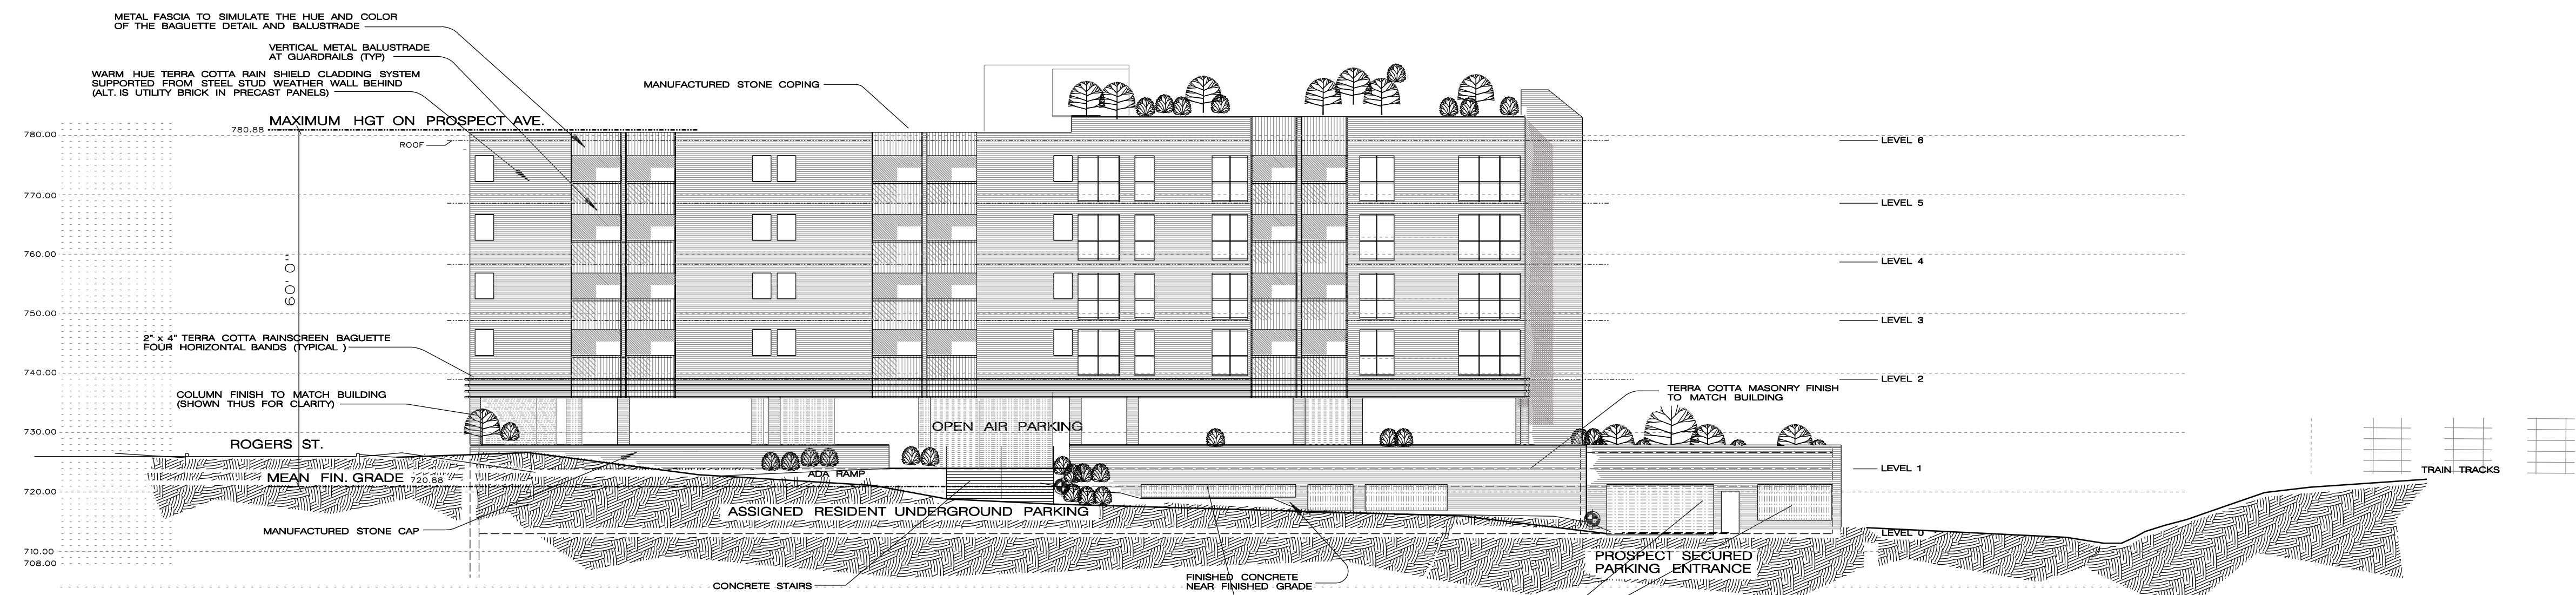 METAL FASCIA TO SIMULATE THE HUE AND COLOR
OF THE BAGUETTE DETAIL AND BALUSTRADE
VERTICAL METAL BALUSTRADE
AT GUARDRAILS (TYP)
WARM HUE TERRA COTTA RAIN SHIELD CLADDING SYSTEM
SUPPORTED FROM STEEL STUD WEATHER WALL BEHIND
(ALT. IS UTILITY BRICK IN PRECAST PANELS)
MANUFACTURED STONE COPING
MAXIMUM HGT ON PROSPECT AVE.
780.88
ROOF
780.00
770.00
760.00
750.00
740.00
730.00
720.00
710.00
708.00
60'-0"
2" x 4" TERRA COTTA RAINSCREEN BAGUETTE
FOUR HORIZONTAL BANDS (TYPICAL )
COLUMN FINISH TO MATCH BUILDING
(SHOWN THUS FOR CLARITY)
ROGERS ST.
MEAN FIN. GRADE 720.88
MANUFACTURED STONE CAP
OPEN AIR PARKING
ADA RAMP
ASSIGNED RESIDENT UNDERGROUND PARKING
CONCRETE STAIRS
FINISHED CONCRETE
NEAR FINISHED GRADE
TERRA COTTA MASONRY FINISH
TO MATCH BUILDING
PROSPECT SECURED
PARKING ENTRANCE
LEVEL 6
LEVEL 5
LEVEL 4
LEVEL 3
LEVEL 2
LEVEL 1
LEVEL 0
TRAIN TRACKS